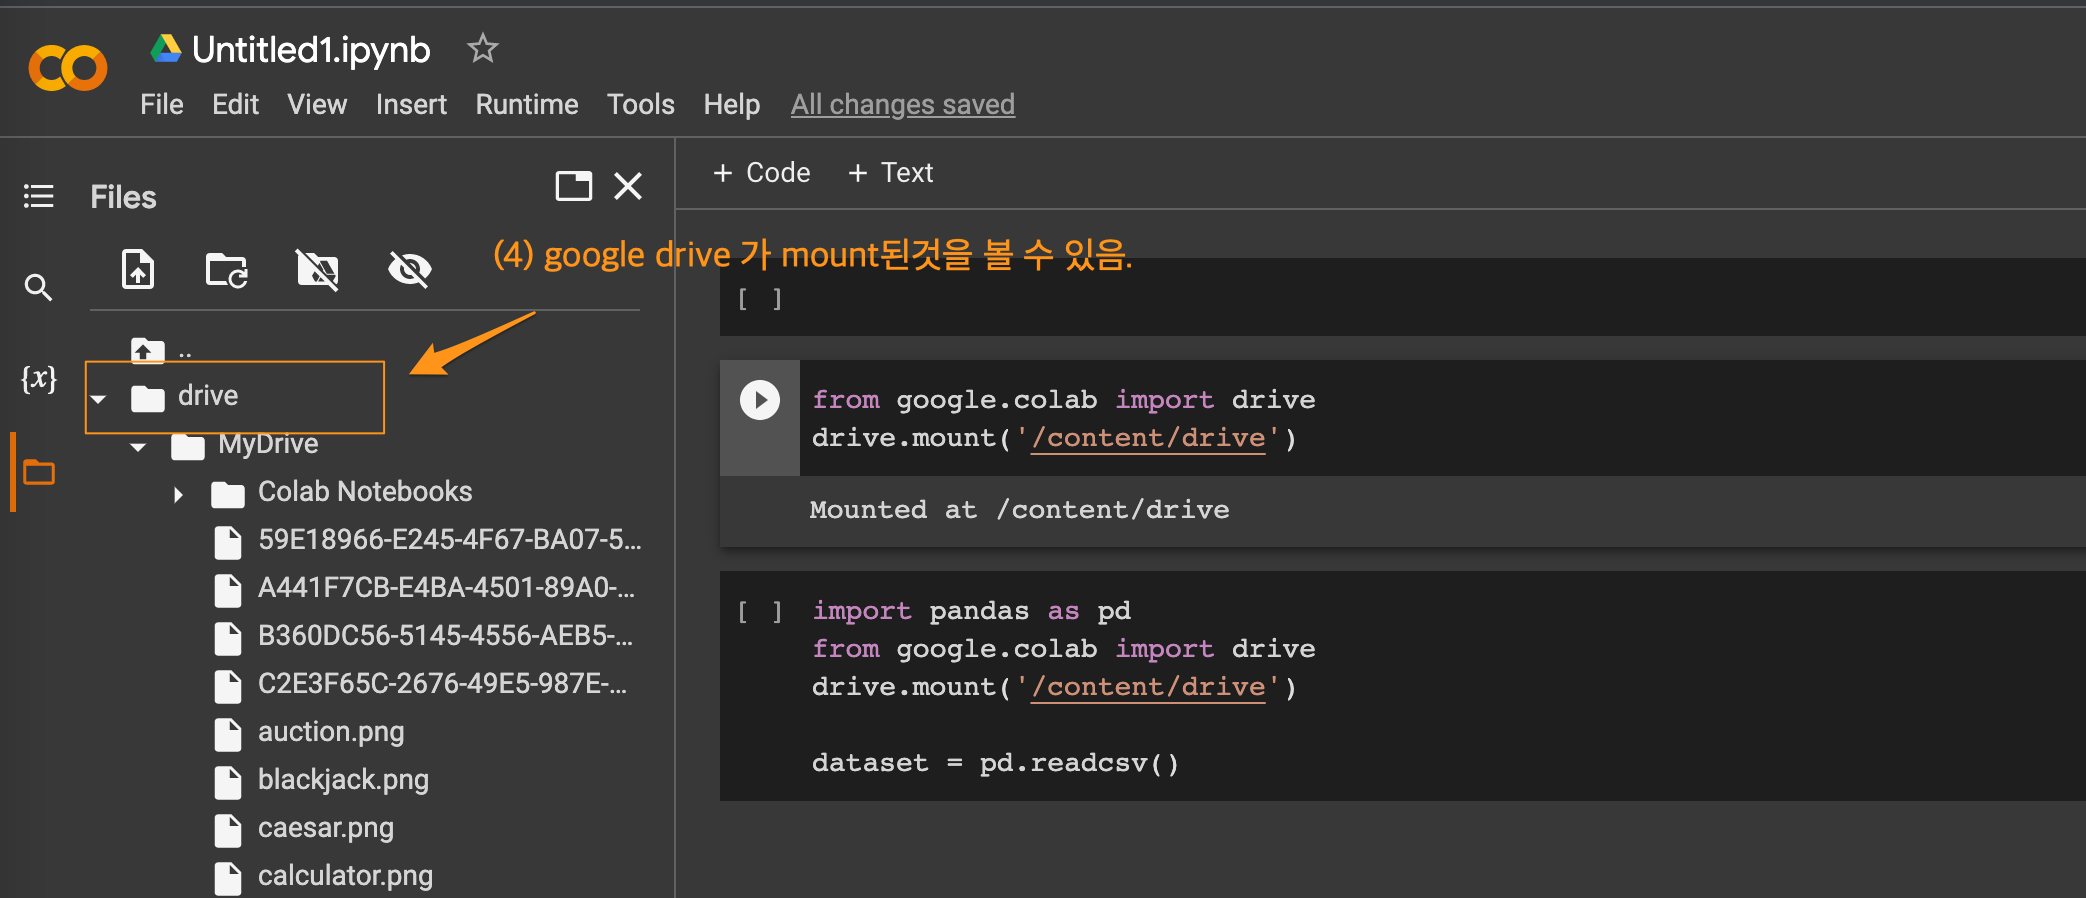 Untitled1.ipynb
File Edit View Insert Runtime Tools Help All changes saved
Files
+ Code + Text
(4) google drive 가 mount된것을 볼 수 있음.
..
drive
MyDrive
Colab Notebooks
59E18966-E245-4F67-BA07-5...
A441F7CB-E4BA-4501-89A0-...
B360DC56-5145-4556-AEB5-...
C2E3F65C-2676-49E5-987E-...
auction.png
blackjack.png
caesar.png
calculator.png
{x}
[ ]
from google.colab import drive
drive.mount('/content/drive')
Mounted at /content/drive
[ ] import pandas as pd
from google.colab import drive
drive.mount('/content/drive')
dataset = pd.readcsv()